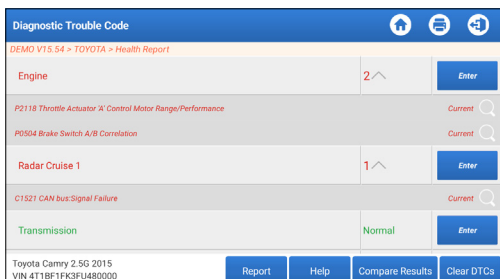 Diagnostic Trouble Code
DEMO V15.54 > TOYOTA > Health Report
Engine 2 Enter
P2118 Throttle Actuator 'A' Control Motor Range/Performance Current
P0504 Brake Switch A/B Correlation Current
Radar Cruise 1 1 Enter
C1521 CAN bus:Signal Failure Current
Transmission Normal Enter
Toyota Camry 2.5G 2015
VIN 4T1BF1FK3FU480000
Report Help Compare Results Clear DTCs